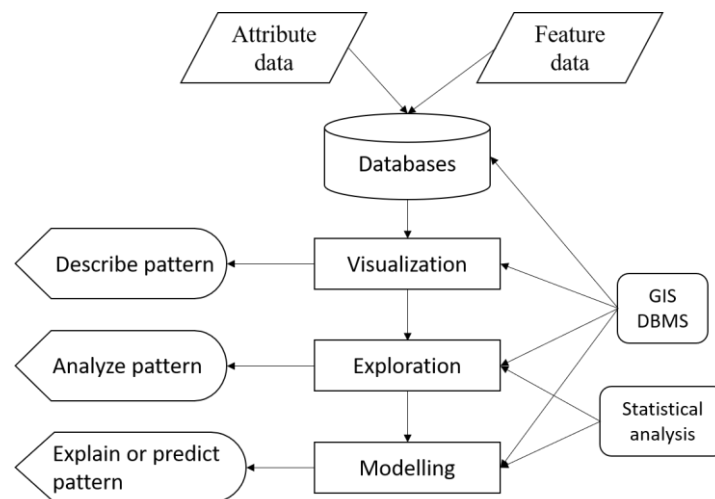 Attribute
data
Feature
data
Databases
Describe pattern
Visualization
GIS
DBMS
Analyze pattern
Exploration
Statistical
analysis
Explain or predict
pattern
Modelling